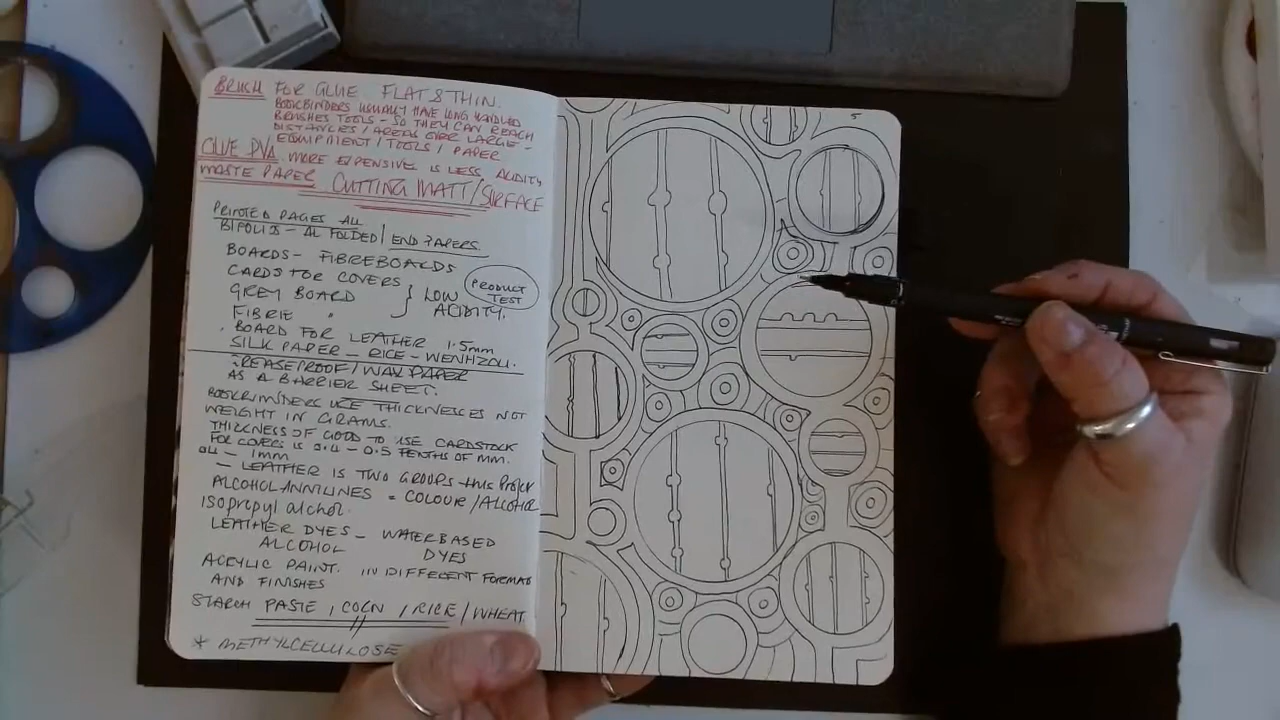 BRUSH FOR GLUE. FLAT & THIN.
BOOKBINDERS USUALLY HAVE LONG HANDLED
BRUSHES TOOLS - SO THEY CAN REACH
DISTANCES / AREAS OVER LARGE -
EQUIPMENT / TOOLS / PAPER
GLUE PVA. MORE EXPENSIVE IS LESS ACIDITY
WASTE PAPER CUTTING MATT/SURFACE
PRINTED PAGES ALL
- AL FOLDED / END PAPERS
BOARDS - FIBREBOARDS
CARDS FOR COVERS
GREY BOARD } LOW ACIDITY.
PRODUCT TEST
FIBRE "
. BOARD FOR LEATHER 1.5mm
SILK PAPER - RICE - WENHZOU.
GREASEPROOF / WAX PAPER
AS A BARRIER SHEET.
BOOKBINDERS USE THICKNESSES NOT
WEIGHT IN GRAMS.
THICKNESS OF GOOD TO USE CARDSTOCK
FOR COVERS IS 0.4 - 0.5 TENTHS OF MM.
04 - 1mm
- LEATHER IS TWO GROUPS this Project
ALCOHOL ANNILINES = COLOUR / ALCOHOL
Isopropyl alchol.
LEATHER DYES - WATERBASED
ALCOHOL DYES
ACRYLIC PAINT. IN DIFFERENT FORMATS
AND FINISHES
STARCH PASTE , CORN , RICE / WHEAT.
* METHYLCELLULOSE
5